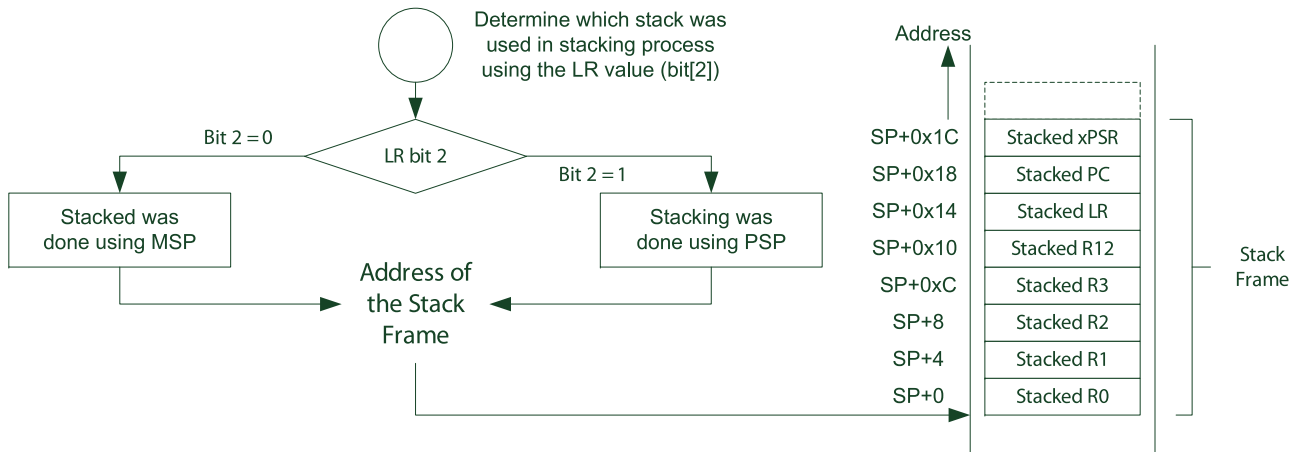 Determine which stack was
used in stacking process
using the LR value (bit[2])
Bit 2 = 0
LR bit 2
Bit 2 = 1
Stacked was
done using MSP
Stacking was
done using PSP
Address of
the Stack
Frame
Address
SP+0x1C
Stacked xPSR
SP+0x18
Stacked PC
SP+0x14
Stacked LR
SP+0x10
Stacked R12
SP+0xC
Stacked R3
SP+8
Stacked R2
SP+4
Stacked R1
SP+0
Stacked R0
Stack
Frame